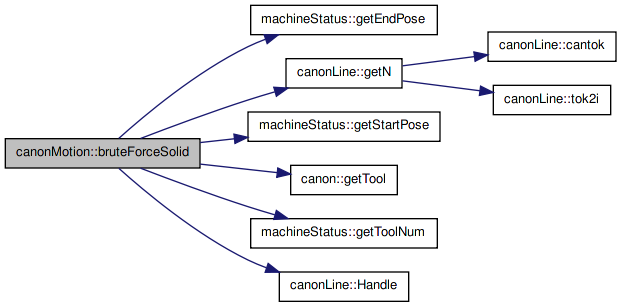 machineStatus::getEndPose
canonLine::cantok
canonLine::getN
canonLine::tok2i
machineStatus::getStartPose
canonMotion::bruteForceSolid
canon::getTool
machineStatus::getToolNum
canonLine::Handle